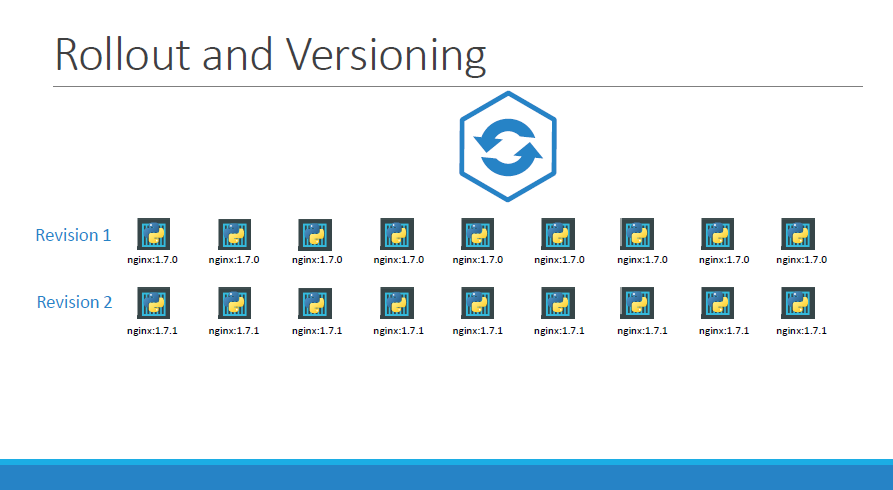 Rollout and Versioning
Revision 1
nginx:1.7.0 nginx:1.7.0 nginx:1.7.0 nginx:1.7.0 nginx:1.7.0 nginx:1.7.0 nginx:1.7.0 nginx:1.7.0 nginx:1.7.0
Revision 2
nginx:1.7.1 nginx:1.7.1 nginx:1.7.1 nginx:1.7.1 nginx:1.7.1 nginx:1.7.1 nginx:1.7.1 nginx:1.7.1 nginx:1.7.1